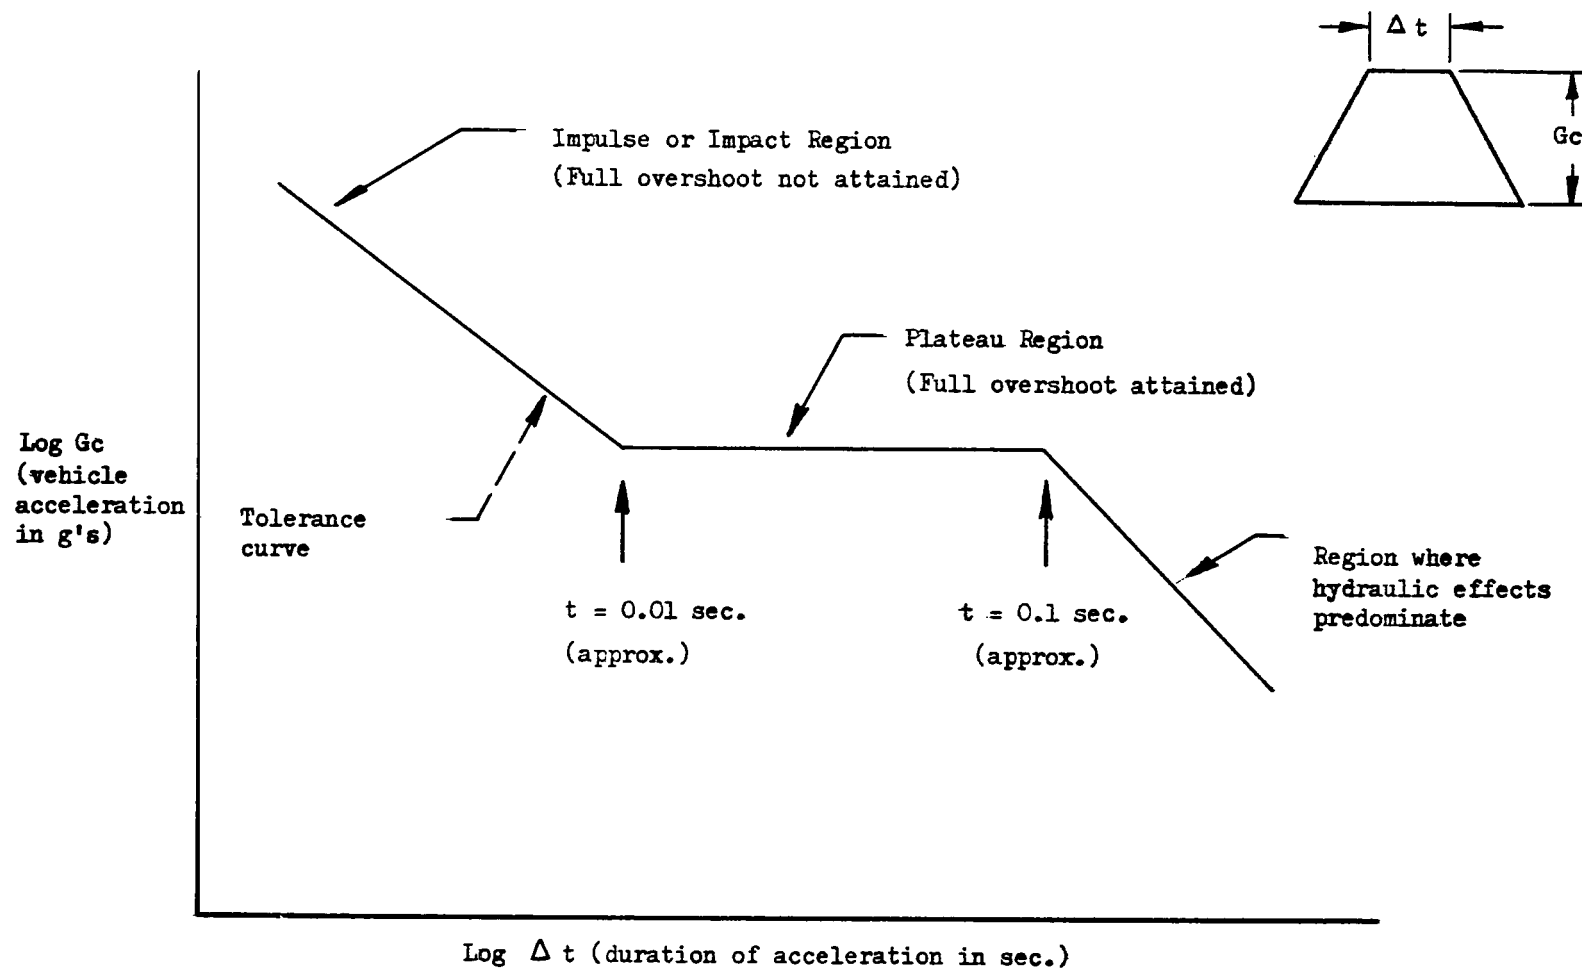 Δ t
Gc
Impulse or Impact Region
(Full overshoot not attained)
Plateau Region
(Full overshoot attained)
Log Gc
(vehicle
acceleration
in g's)
Tolerance
curve
t = 0.01 sec.
(approx.)
t = 0.1 sec.
(approx.)
Region where
hydraulic effects
predominate
Log Δ t (duration of acceleration in sec.)